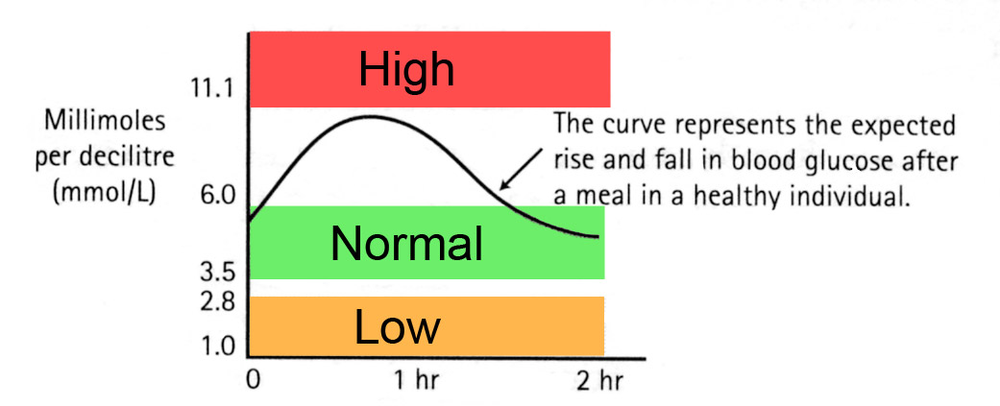 High
11.1
Millimoles
per decilitre
(mmol/L)
The curve represents the expected
rise and fall in blood glucose after
a meal in a healthy individual.
6.0
Normal
3.5
2.8
Low
1.0
0
1 hr
2 hr